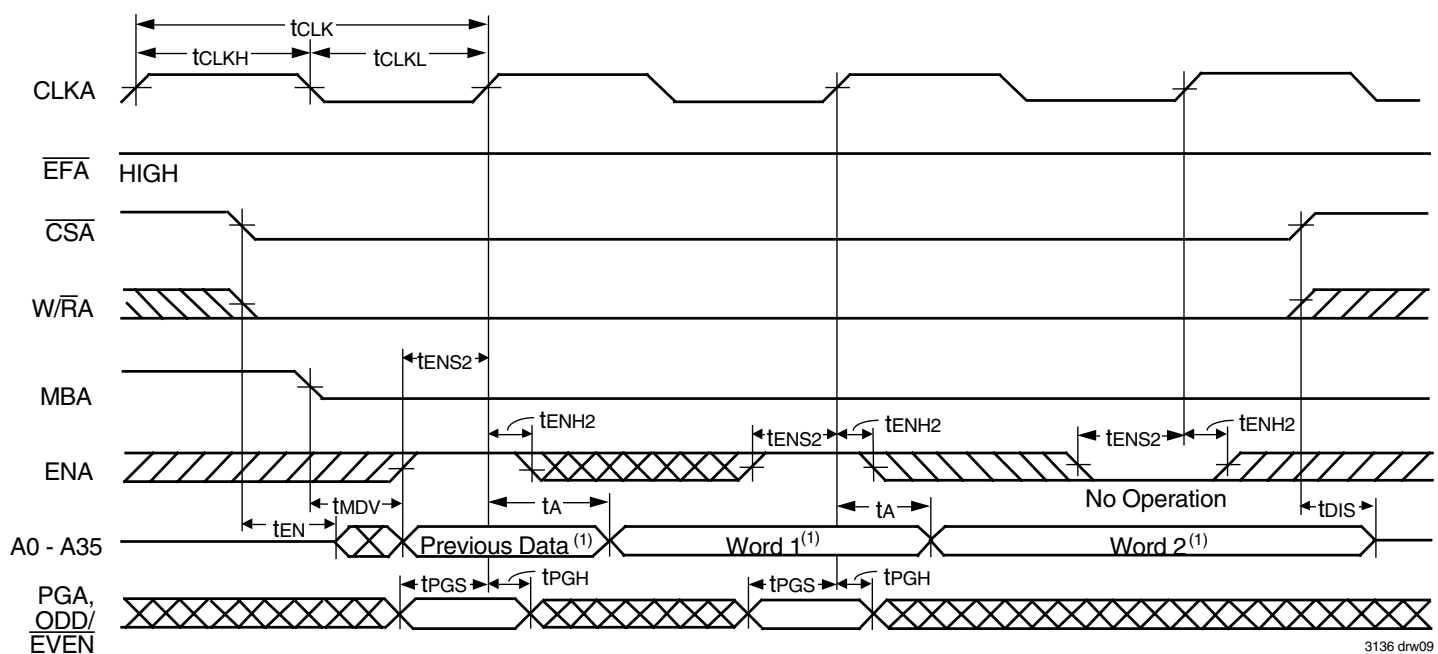 tCLK
tCLKH
tCLKL
CLKA
EFA
HIGH
CSA
W/RA
tENS2
MBA
tENH2
tENS2
tENH2
tENS2
ENA
No Operation
tMDV
tA
tA
tEN
tDIS
A0 - A35
Previous Data (1)
Word 1(1)
Word 2(1)
tPGS
tPGH
tPGS
tPGH
PGA,
ODD/
EVEN
3136 drw09